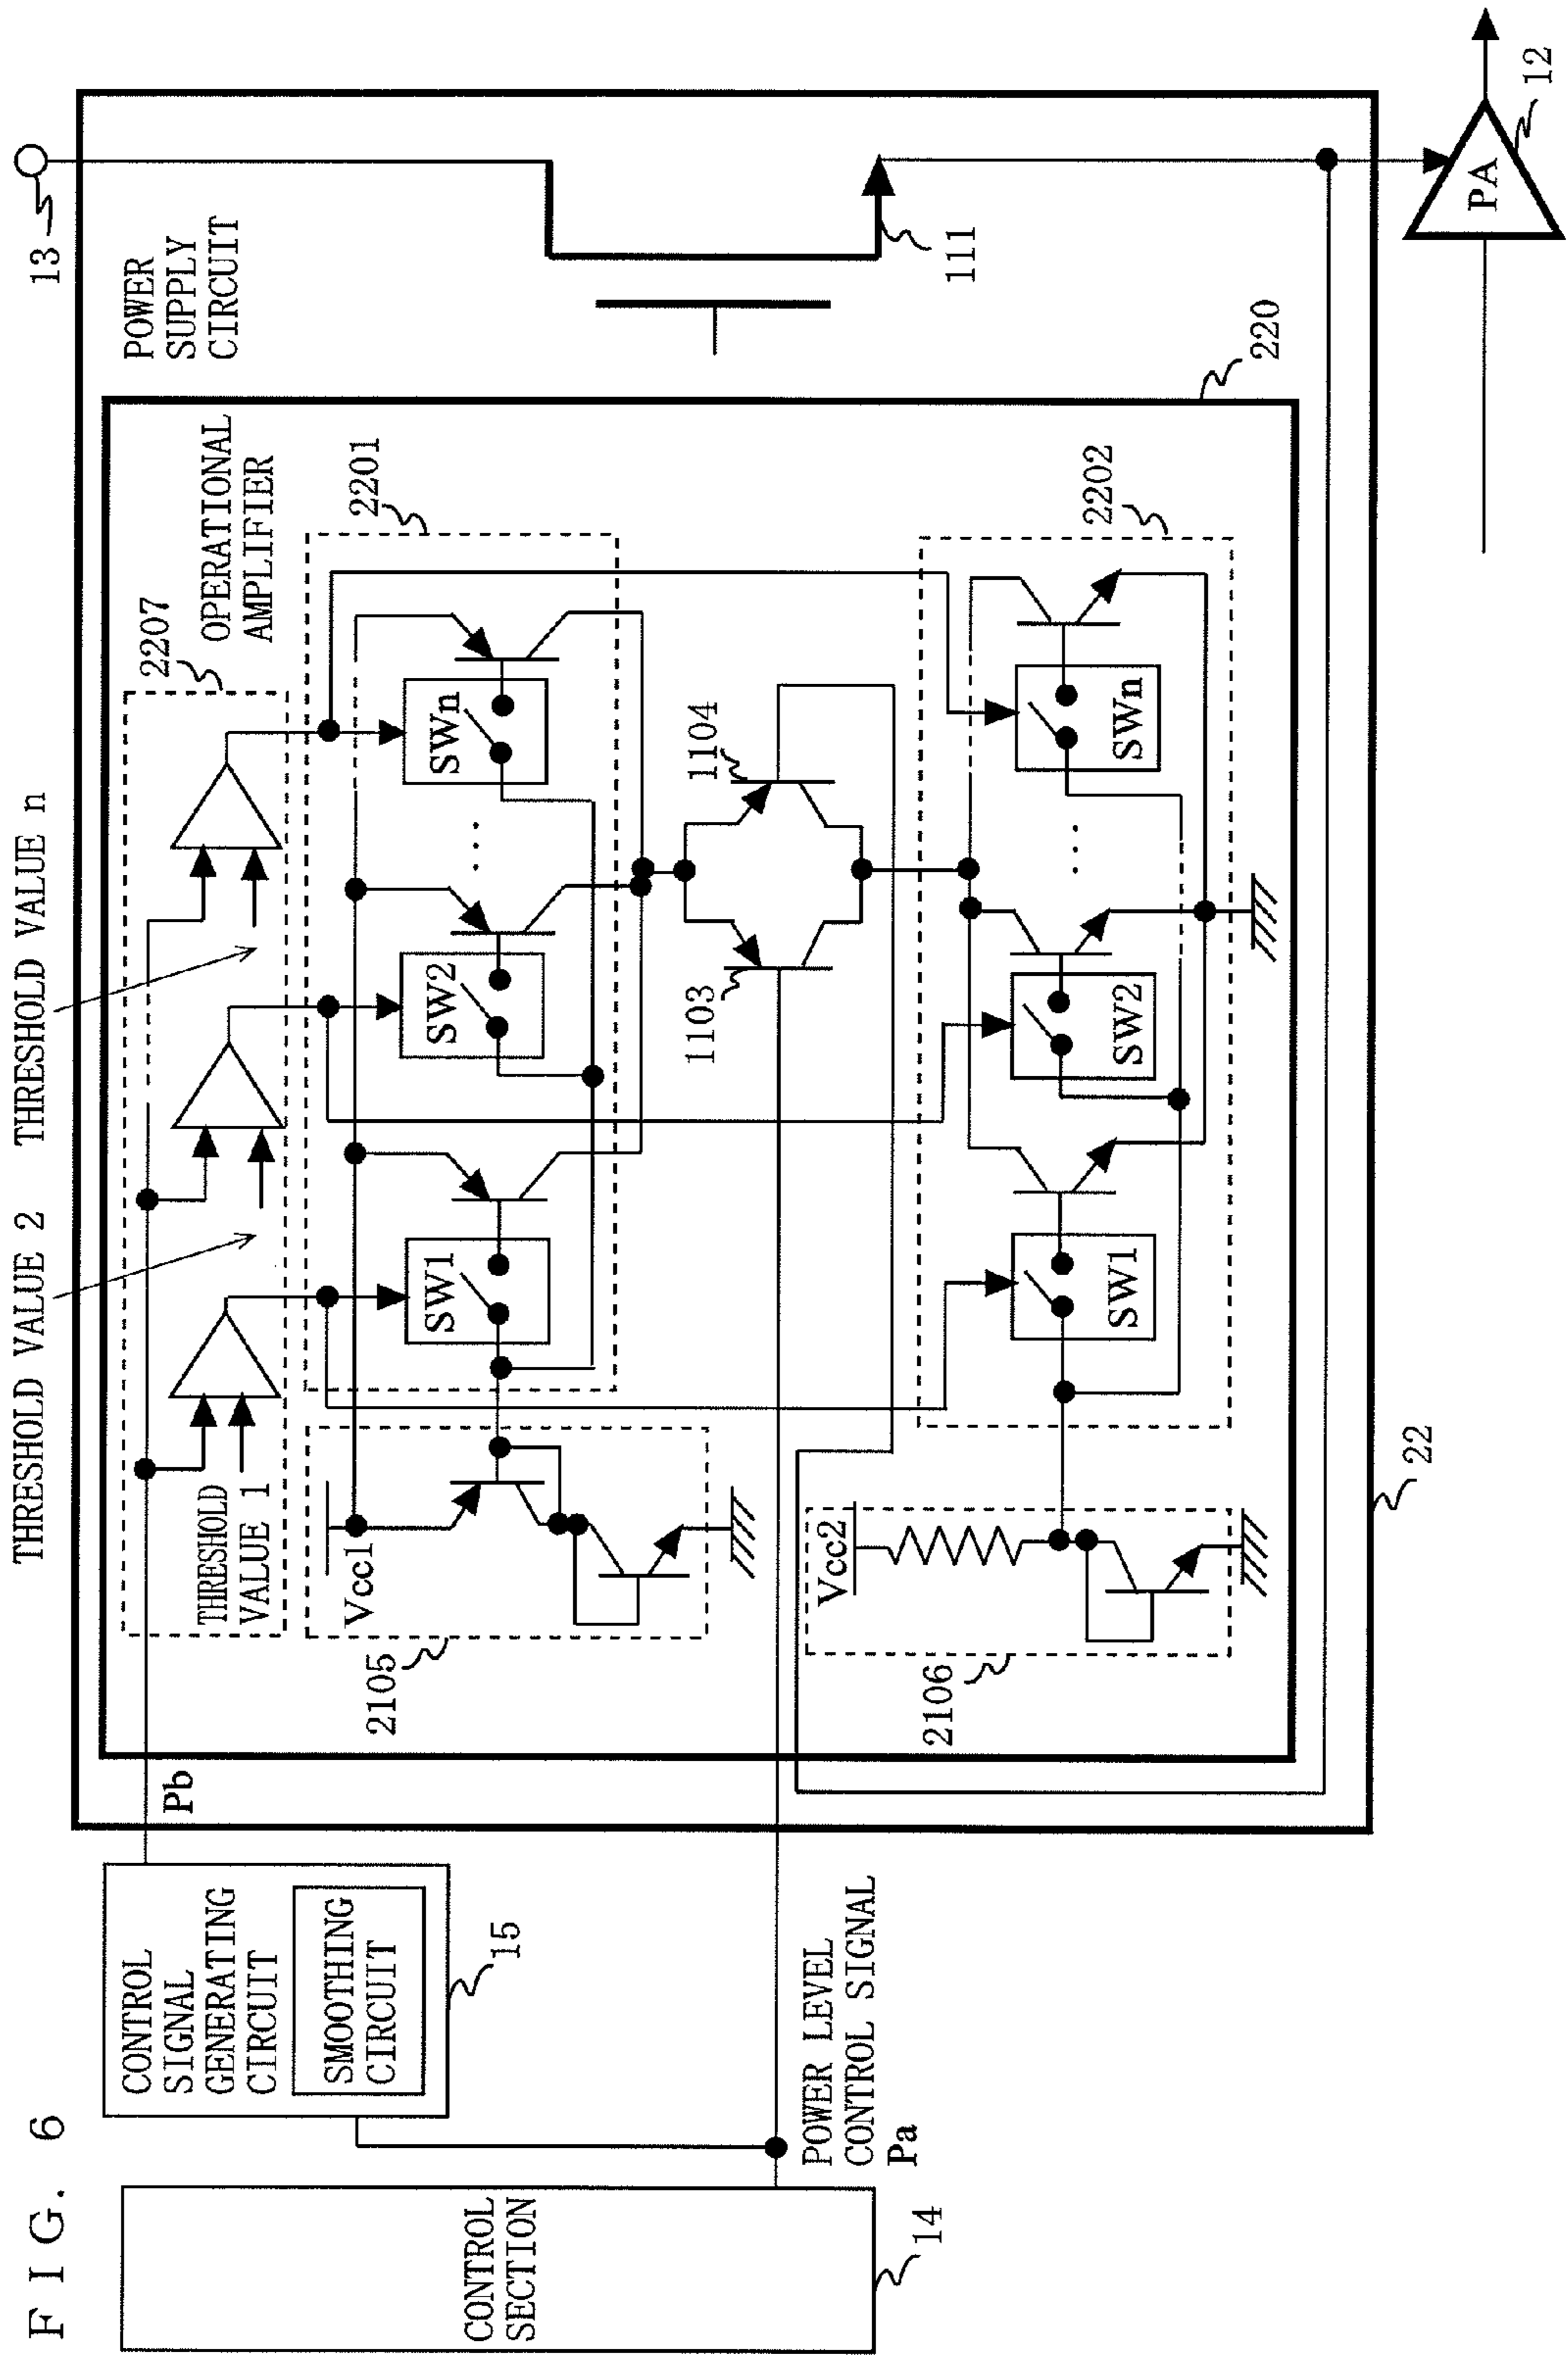 FIG. 6
CONTROL
SECTION
14
CONTROL
SIGNAL
GENERATING
CIRCUIT
SMOOTHING
CIRCUIT
15
POWER LEVEL
CONTROL SIGNAL
Pa
Pb
22
THRESHOLD VALUE 2
THRESHOLD VALUE n
THRESHOLD
VALUE 1
2207
OPERATIONAL
AMPLIFIER
POWER
SUPPLY
CIRCUIT
13
2105
Vcc1
SW1
SW2
SWn
...
2201
1103
1104
2106
Vcc2
SW1
SW2
SWn
...
2202
220
111
PA
12